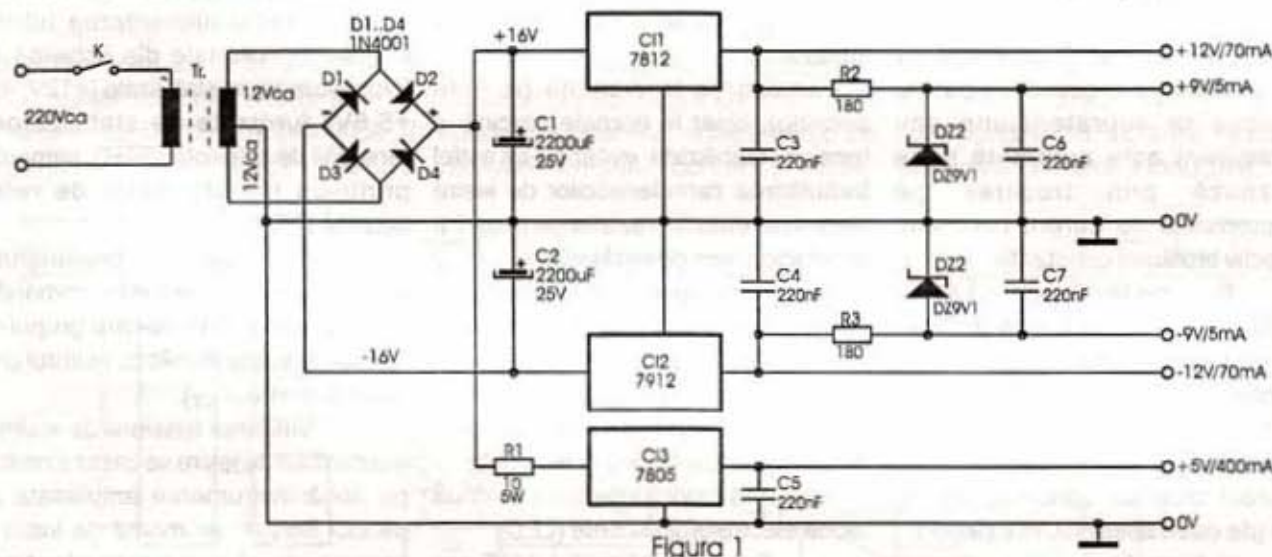 D1..D4
1N4001
K
Tr.
220Vca
12Vca
12Vca
D1
D2
D3
D4
-
+
+16V
C1
2200uF
25V
C2
2200uF
25V
-16V
CI1
7812
CI2
7912
R1
10
5W
CI3
7805
C3
220nF
C4
220nF
C5
220nF
R2
180
R3
180
DZ2
DZ9V1
DZ2
DZ9V1
C6
220nF
C7
220nF
+12V/70mA
+9V/5mA
0V
-9V/5mA
-12V/70mA
+5V/400mA
0V
Figura 1